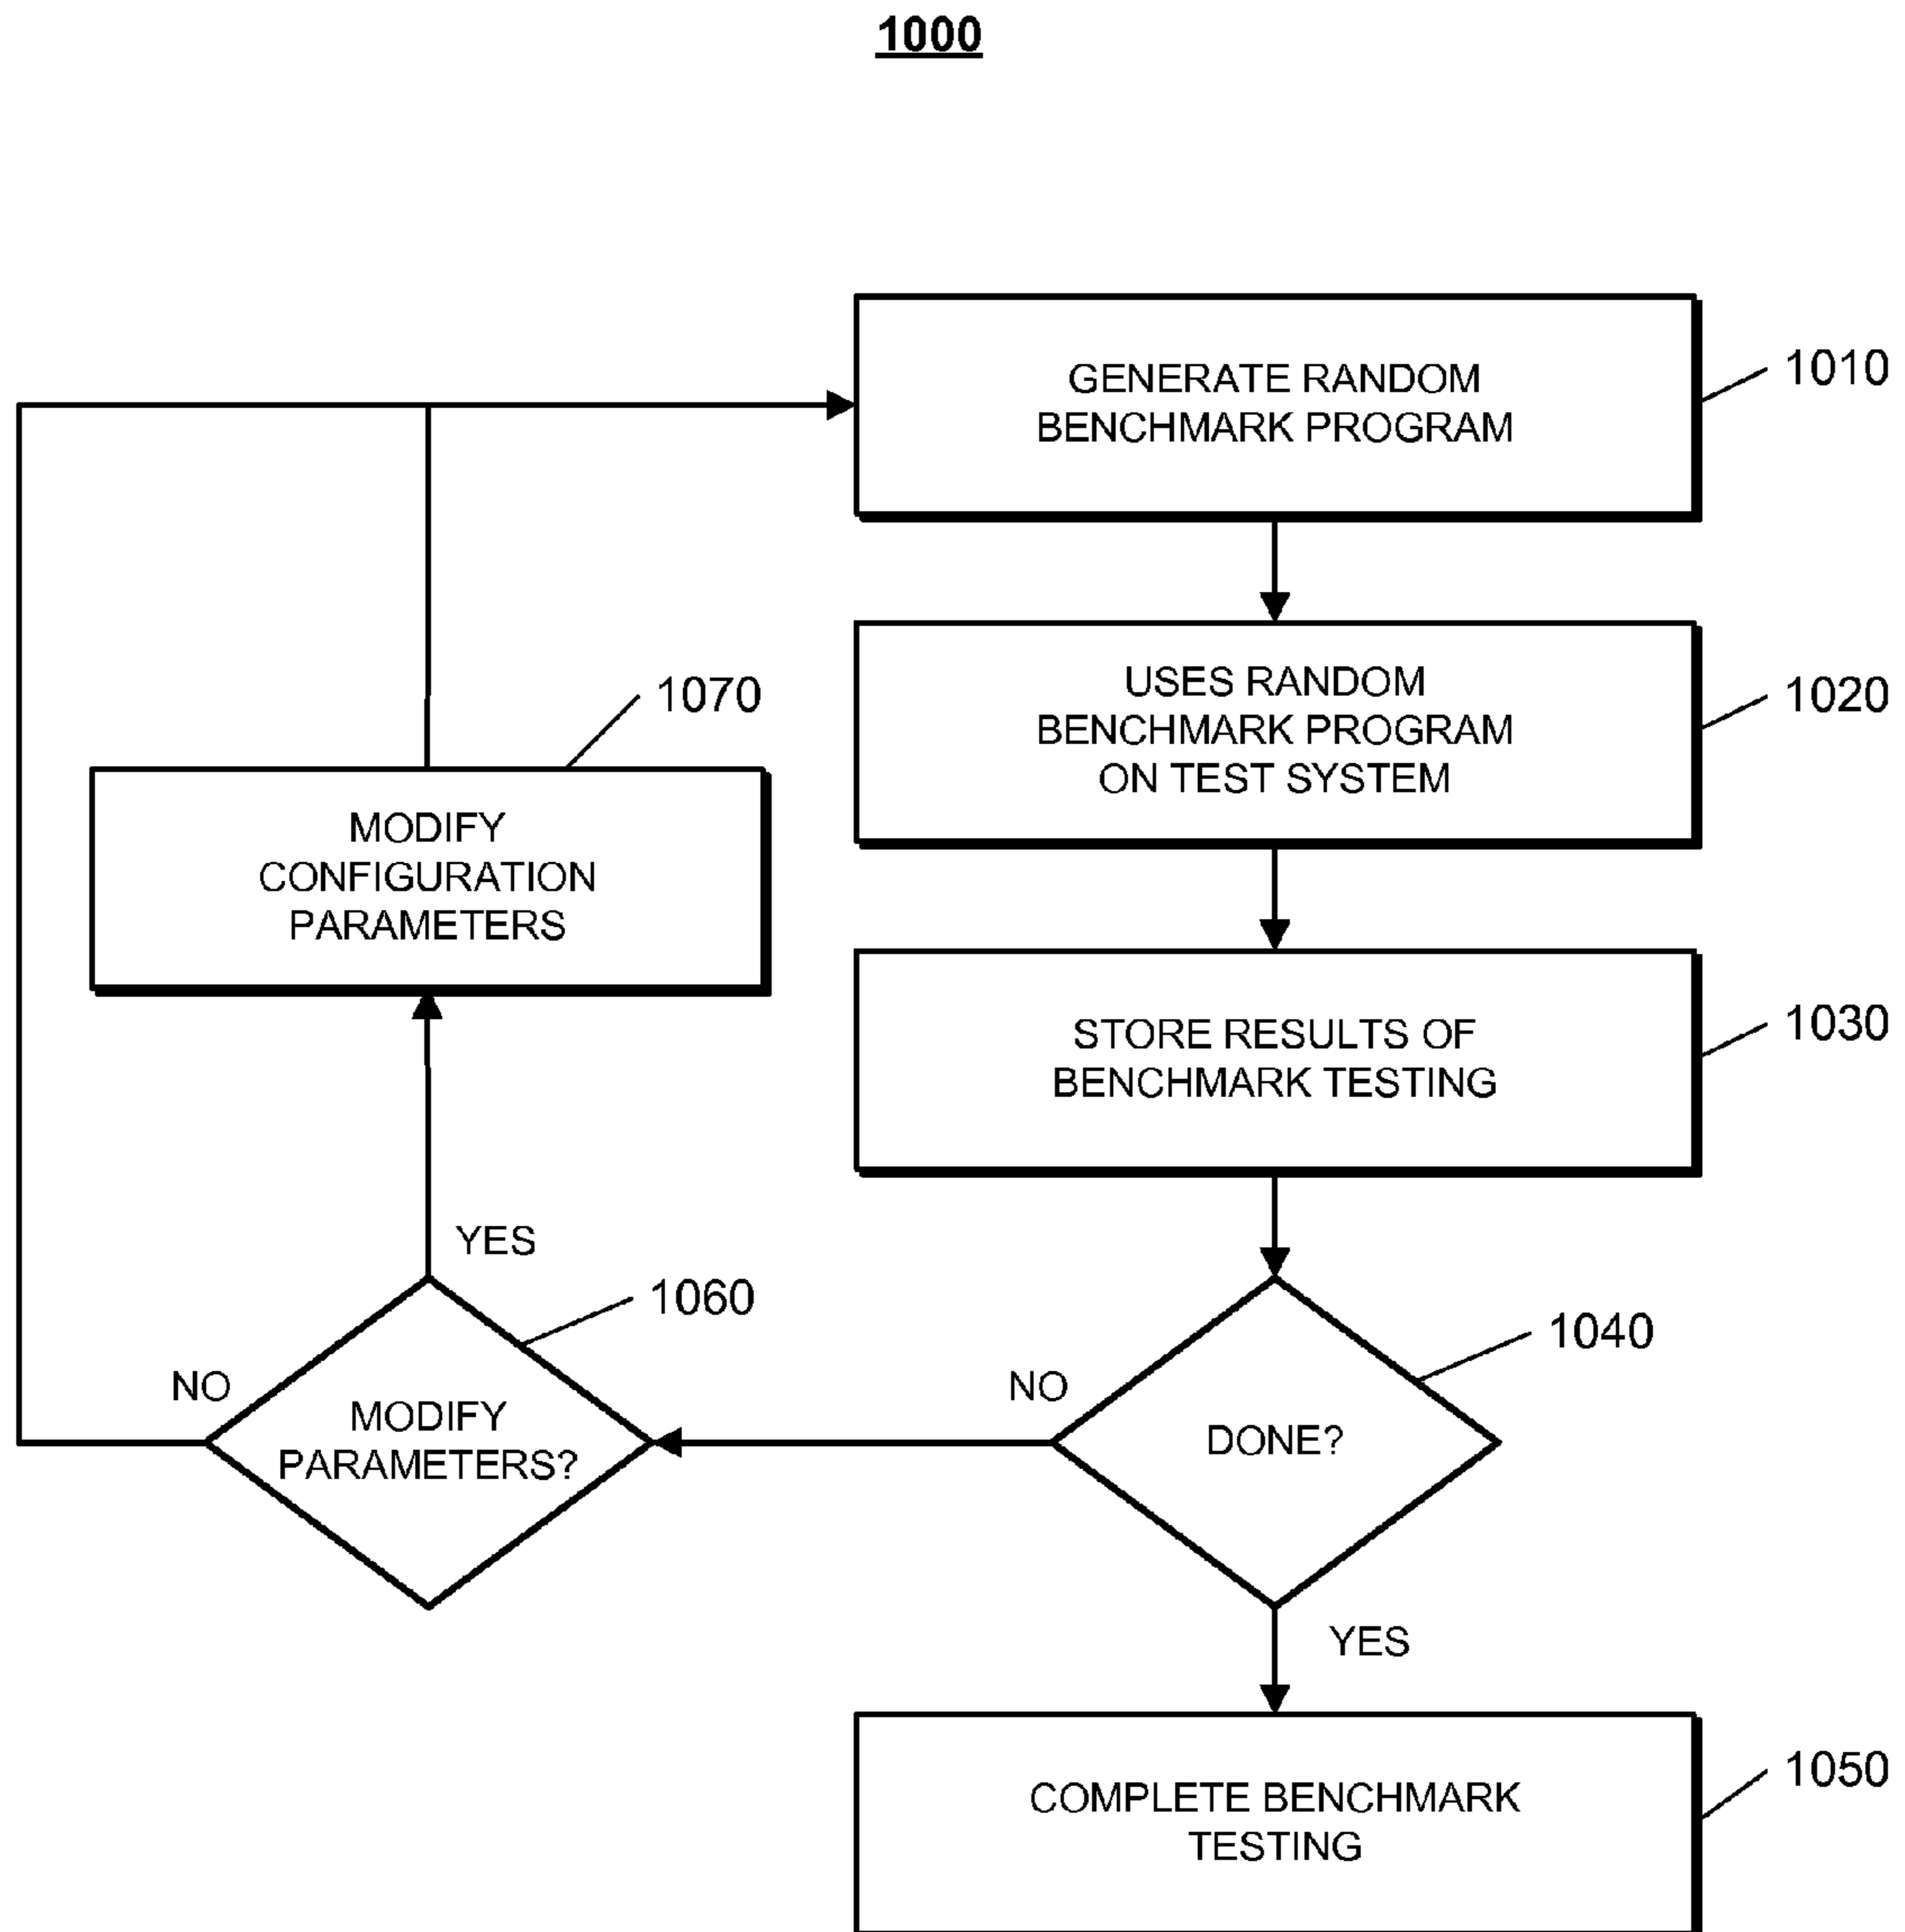 1000
GENERATE RANDOM
BENCHMARK PROGRAM
1010
USES RANDOM
BENCHMARK PROGRAM
ON TEST SYSTEM
1020
1070
MODIFY
CONFIGURATION
PARAMETERS
STORE RESULTS OF
BENCHMARK TESTING
1030
YES
1060
1040
NO
MODIFY
PARAMETERS?
NO
DONE?
YES
COMPLETE BENCHMARK
TESTING
1050